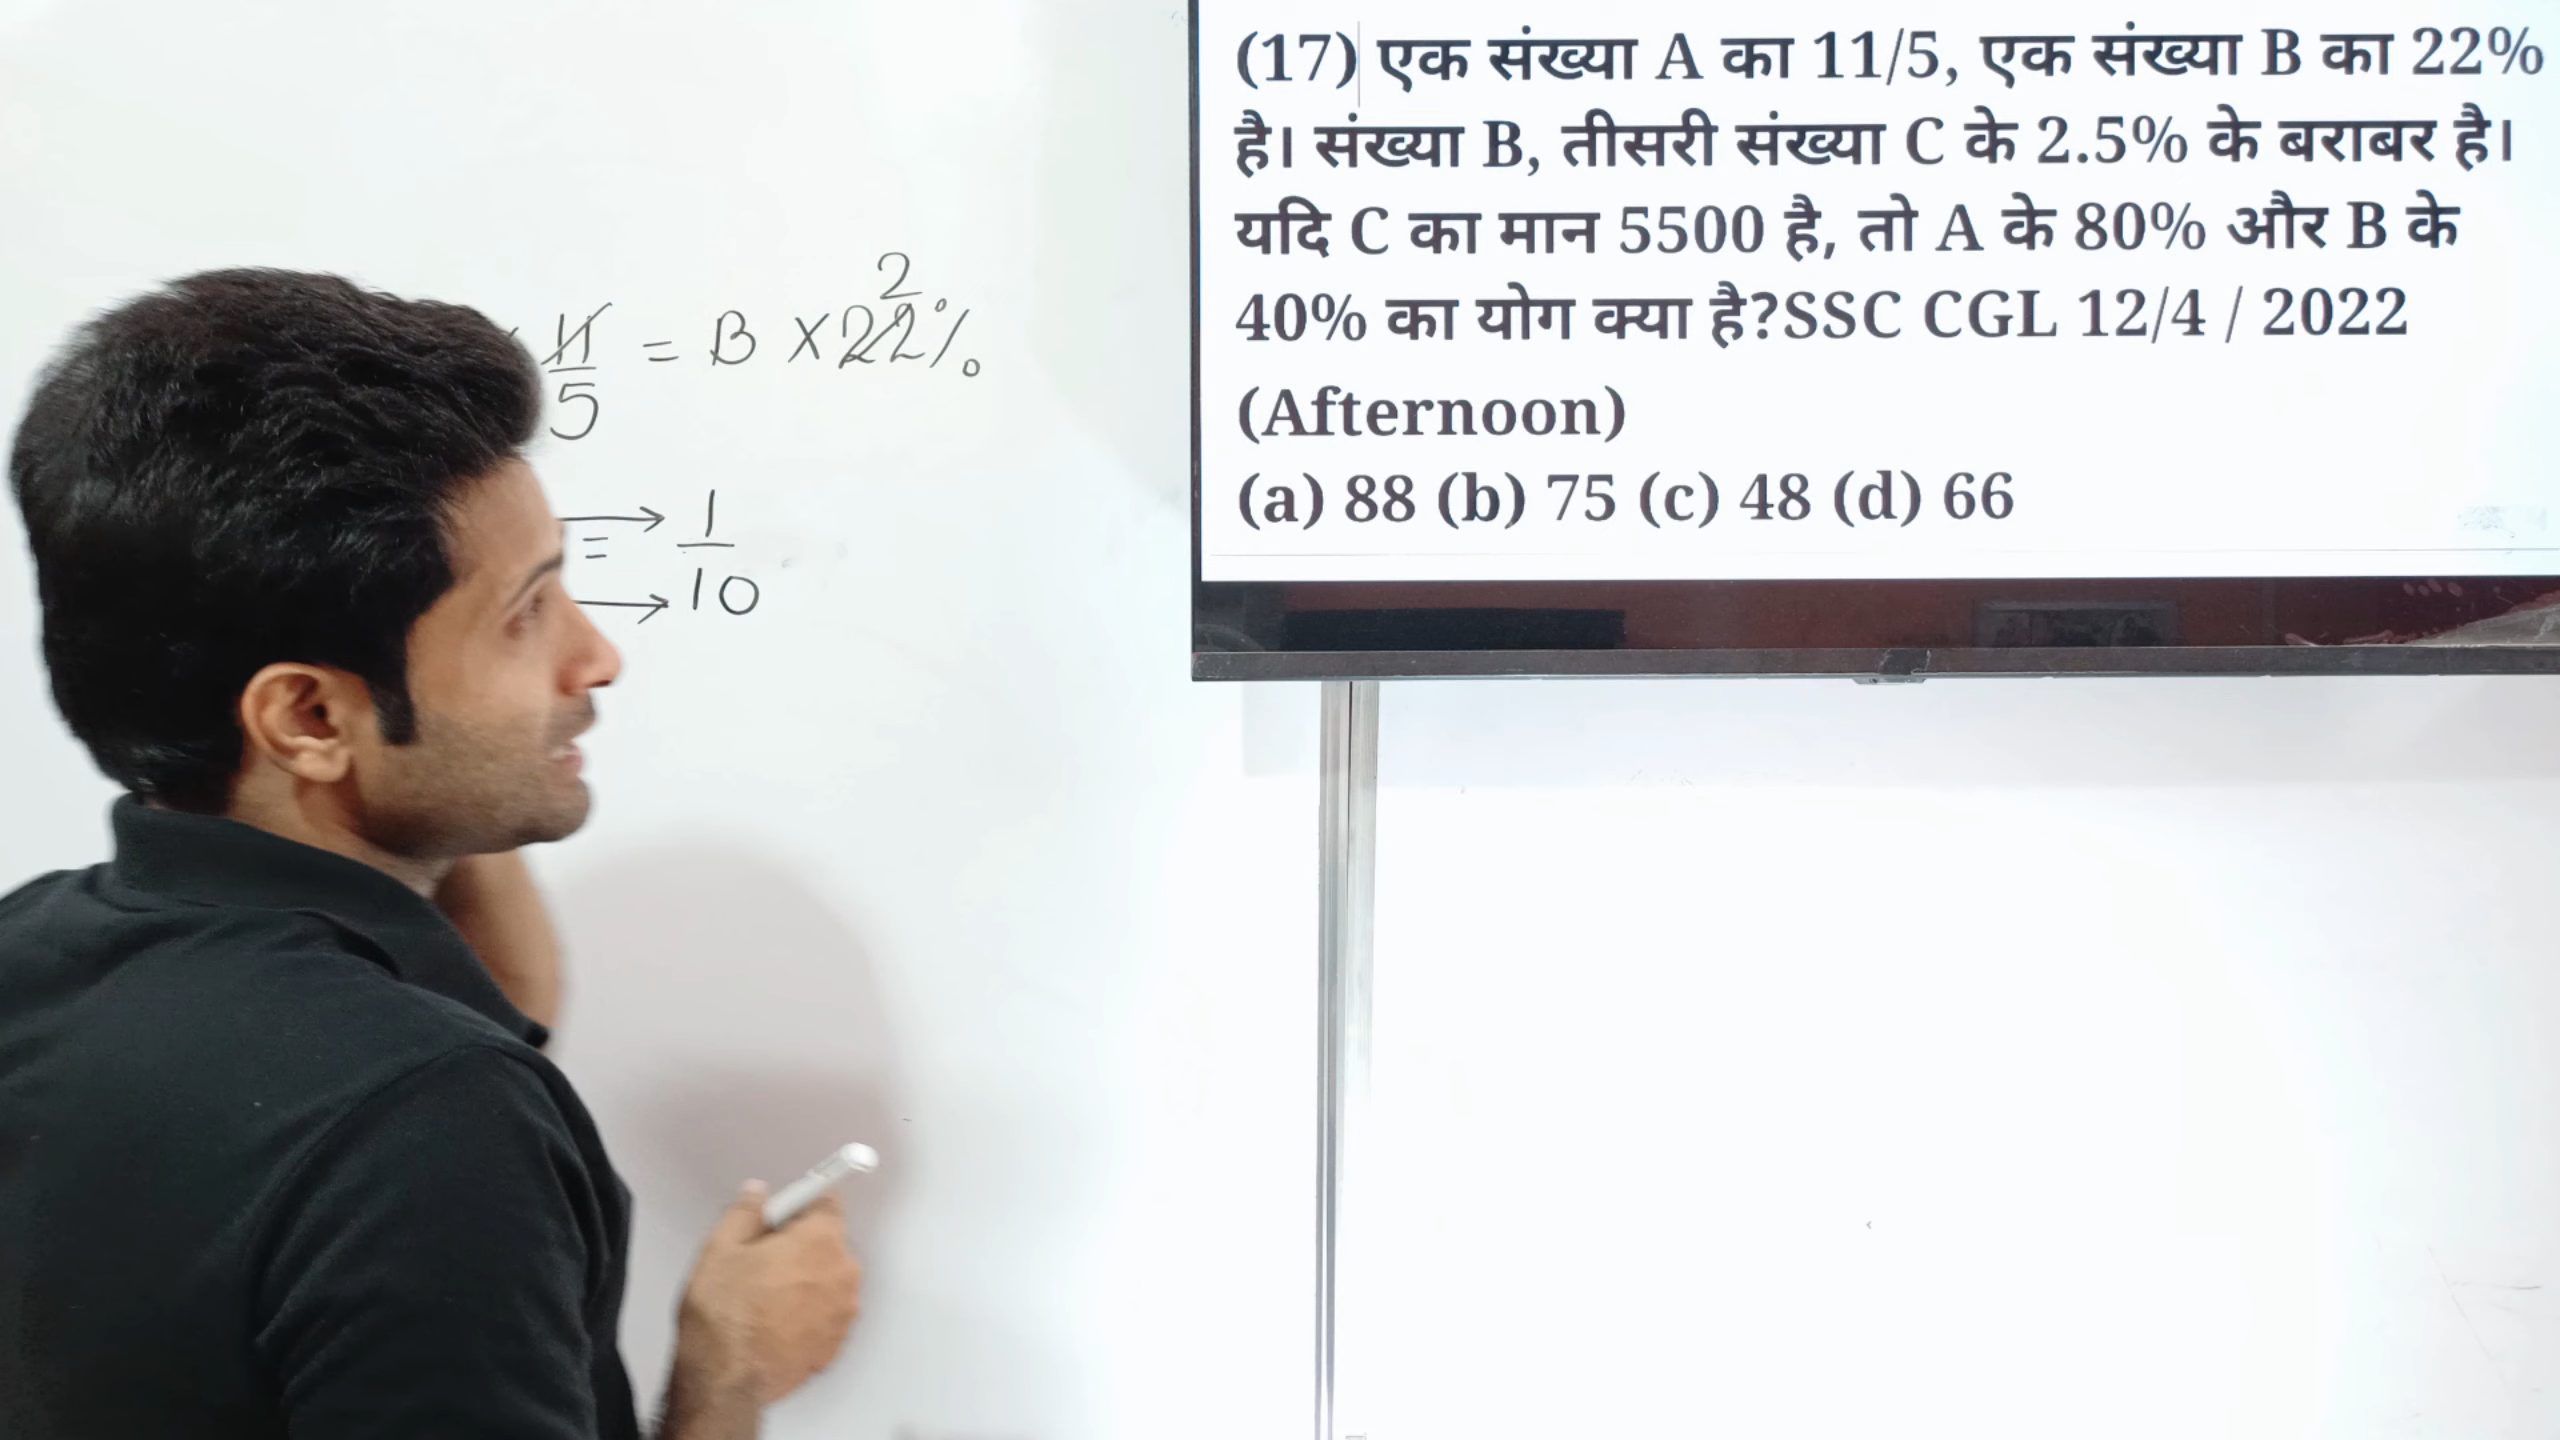 (17) एक संख्या A का 11/5, एक संख्या B का 22%
है। संख्या B, तीसरी संख्या C के 2.5% के बराबर है।
यदि C का मान 5500 है, तो A के 80% और B के
40% का योग क्या है?SSC CGL 12/4 / 2022
(Afternoon)
(a) 88 (b) 75 (c) 48 (d) 66
2
11/5 = B X 22%
= 1/10